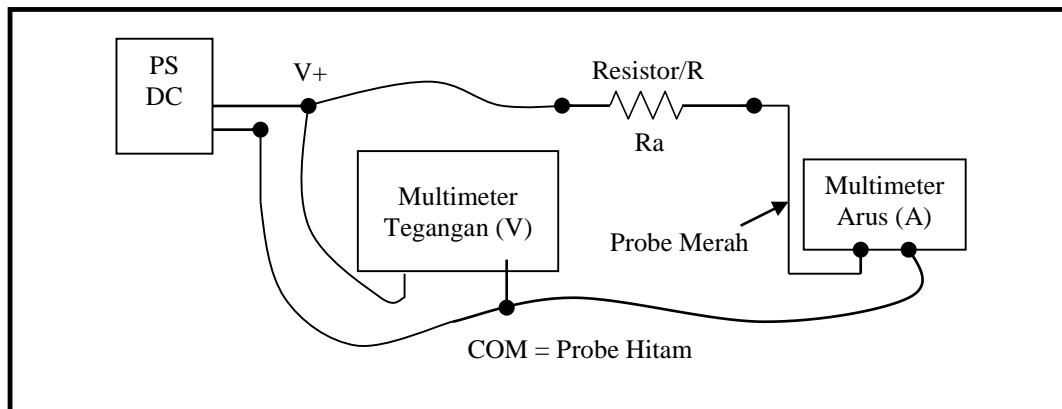 PS
DC
V+
Resistor/R
Ra
Multimeter
Tegangan (V)
Multimeter
Arus (A)
Probe Merah
COM = Probe Hitam